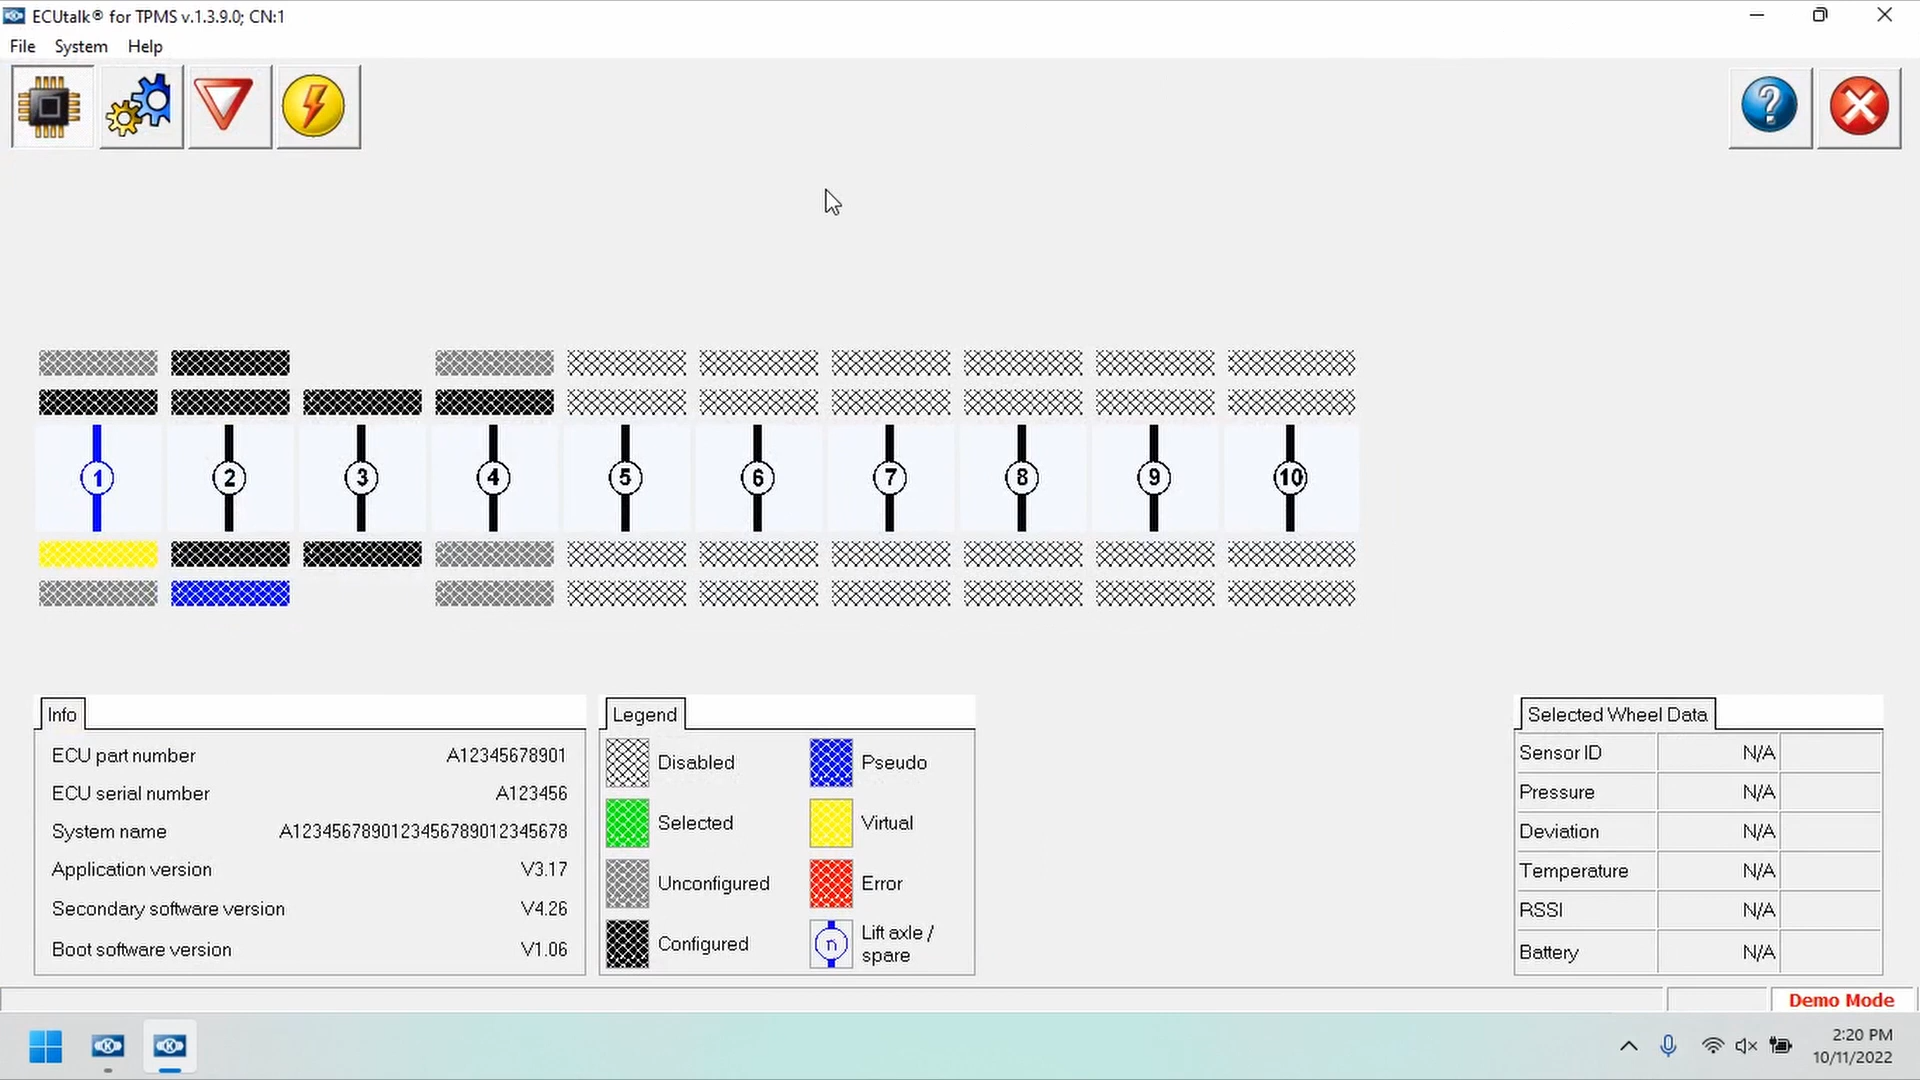 ECUtalk® for TPMS v.1.3.9.0; CN:1
File System Help
1 2 3 4 5 6 7 8 9 10
Info
ECU part number A12345678901
ECU serial number A123456
System name A1234567890123456789012345678
Application version V3.17
Secondary software version V4.26
Boot software version V1.06
Legend
Disabled Pseudo
Selected Virtual
Unconfigured Error
Configured n Lift axle /
spare
Selected Wheel Data
Sensor ID N/A
Pressure N/A
Deviation N/A
Temperature N/A
RSSI N/A
Battery N/A
Demo Mode
K K
2:20 PM
10/11/2022